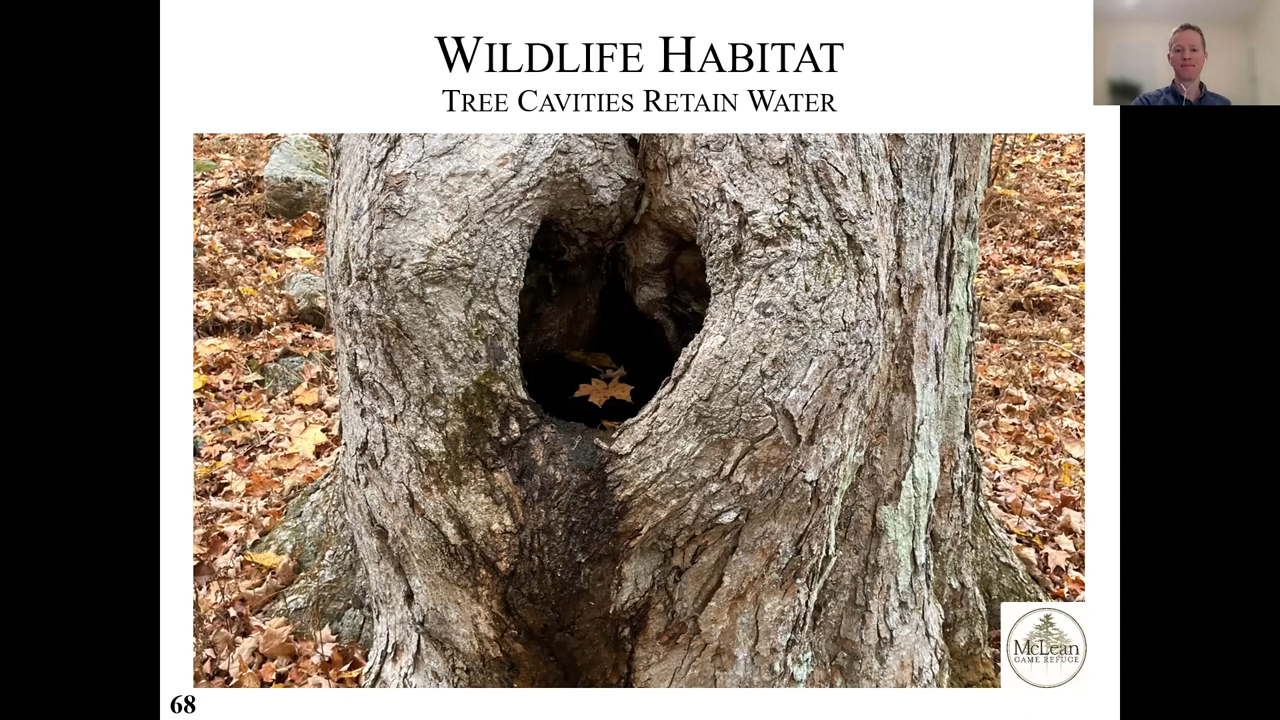 WILDLIFE HABITAT
TREE CAVITIES RETAIN WATER
McLean
GAME REFUGE
68